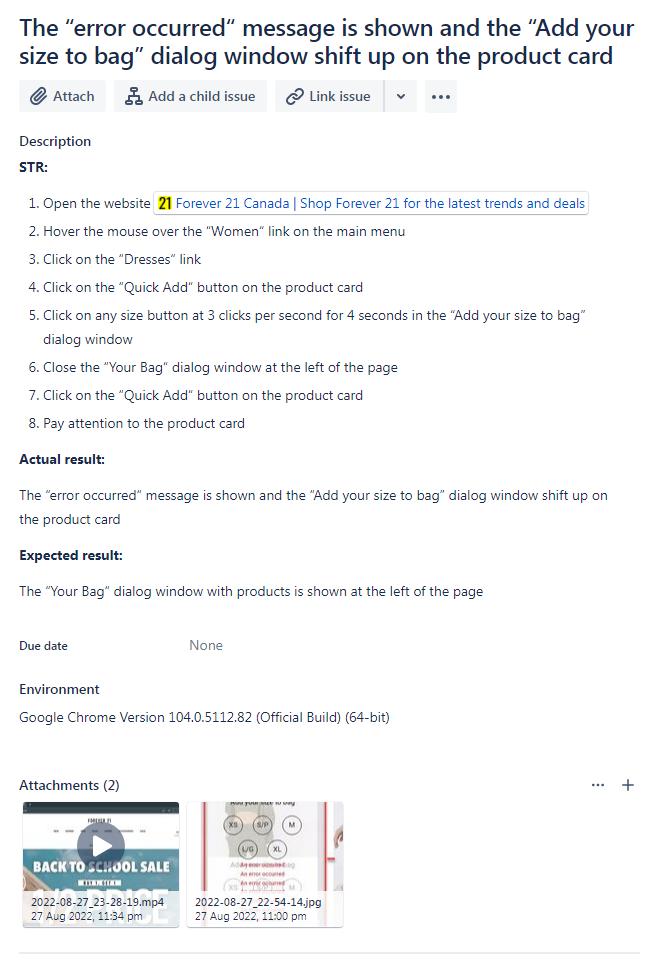 The “error occurred“ message is shown and the “Add your
size to bag” dialog window shift up on the product card
Attach
Add a child issue
Link issue
Description
STR:
1. Open the website 21 Forever 21 Canada | Shop Forever 21 for the latest trends and deals
2. Hover the mouse over the “Women“ link on the main menu
3. Click on the “Dresses“ link
4. Click on the “Quick Add“ button on the product card
5. Click on any size button at 3 clicks per second for 4 seconds in the “Add your size to bag”
dialog window
6. Close the “Your Bag“ dialog window at the left of the page
7. Click on the “Quick Add“ button on the product card
8. Pay attention to the product card
Actual result:
The “error occurred” message is shown and the “Add your size to bag” dialog window shift up on
the product card
Expected result:
The “Your Bag“ dialog window with products is shown at the left of the page
Due date
None
Environment
Google Chrome Version 104.0.5112.82 (Official Build) (64-bit)
Attachments (2)
FOREVER 21
BACK TO SCHOOL SALE
2022-08-27_23-28-19.mp4
27 Aug 2022, 11:34 pm
Add your size to bag
XS S/P M
L/G XL
An error occurred
An error occurred
An error occurred
XS S/P M
2022-08-27_22-54-14.jpg
27 Aug 2022, 11:00 pm